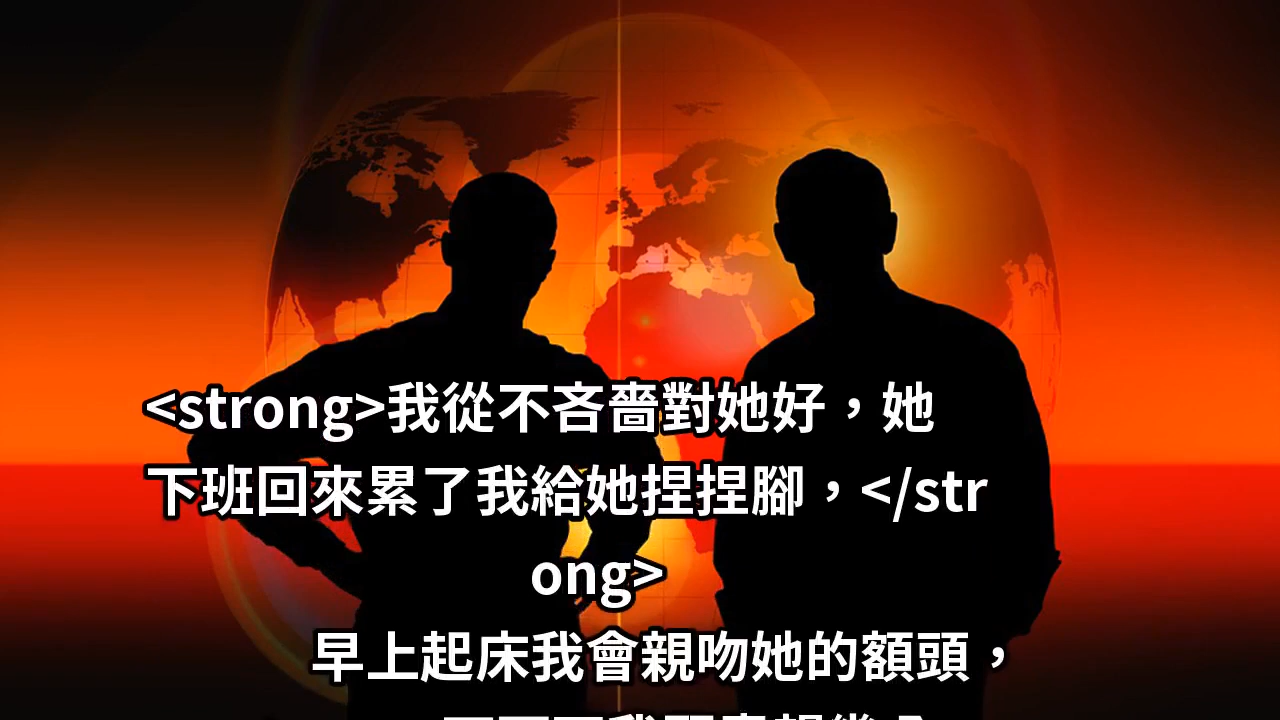 <strong>我從不吝嗇對她好，她
下班回來累了我給她捏捏腳，</str
ong>
早上起床我會親吻她的額頭，